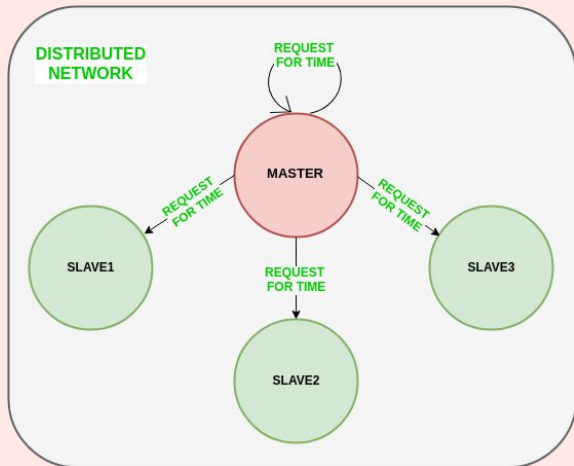 DISTRIBUTED
NETWORK
REQUEST
FOR TIME
MASTER
REQUEST
FOR TIME
REQUEST
FOR TIME
SLAVE1
REQUEST
FOR TIME
SLAVE3
SLAVE2